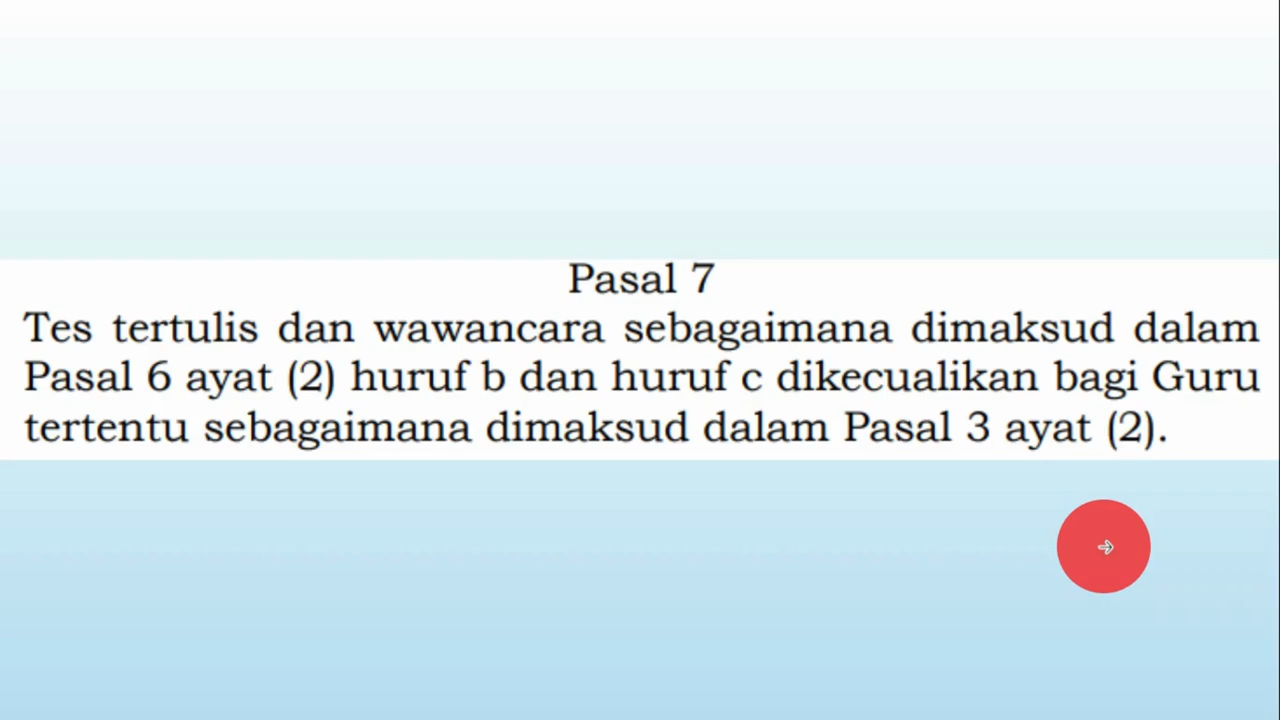 Pasal 7
Tes tertulis dan wawancara sebagaimana dimaksud dalam
Pasal 6 ayat (2) huruf b dan huruf c dikecualikan bagi Guru
tertentu sebagaimana dimaksud dalam Pasal 3 ayat (2).